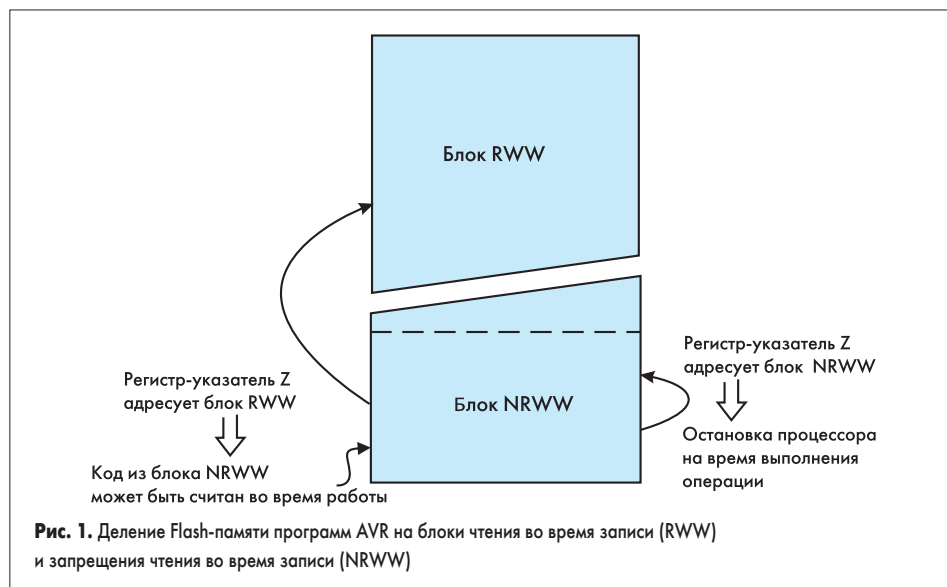 Блок RWW
Регистр-указатель Z
адресует блок RWW
Код из блока NRWW
может быть считан во время работы
Блок NRWW
Регистр-указатель Z
адресует блок NRWW
Остановка процессора
на время выполнения
операции
Рис. 1. Деление Flash-памяти программ AVR на блоки чтения во время записи (RWW)
и запрещения чтения во время записи (NRWW)